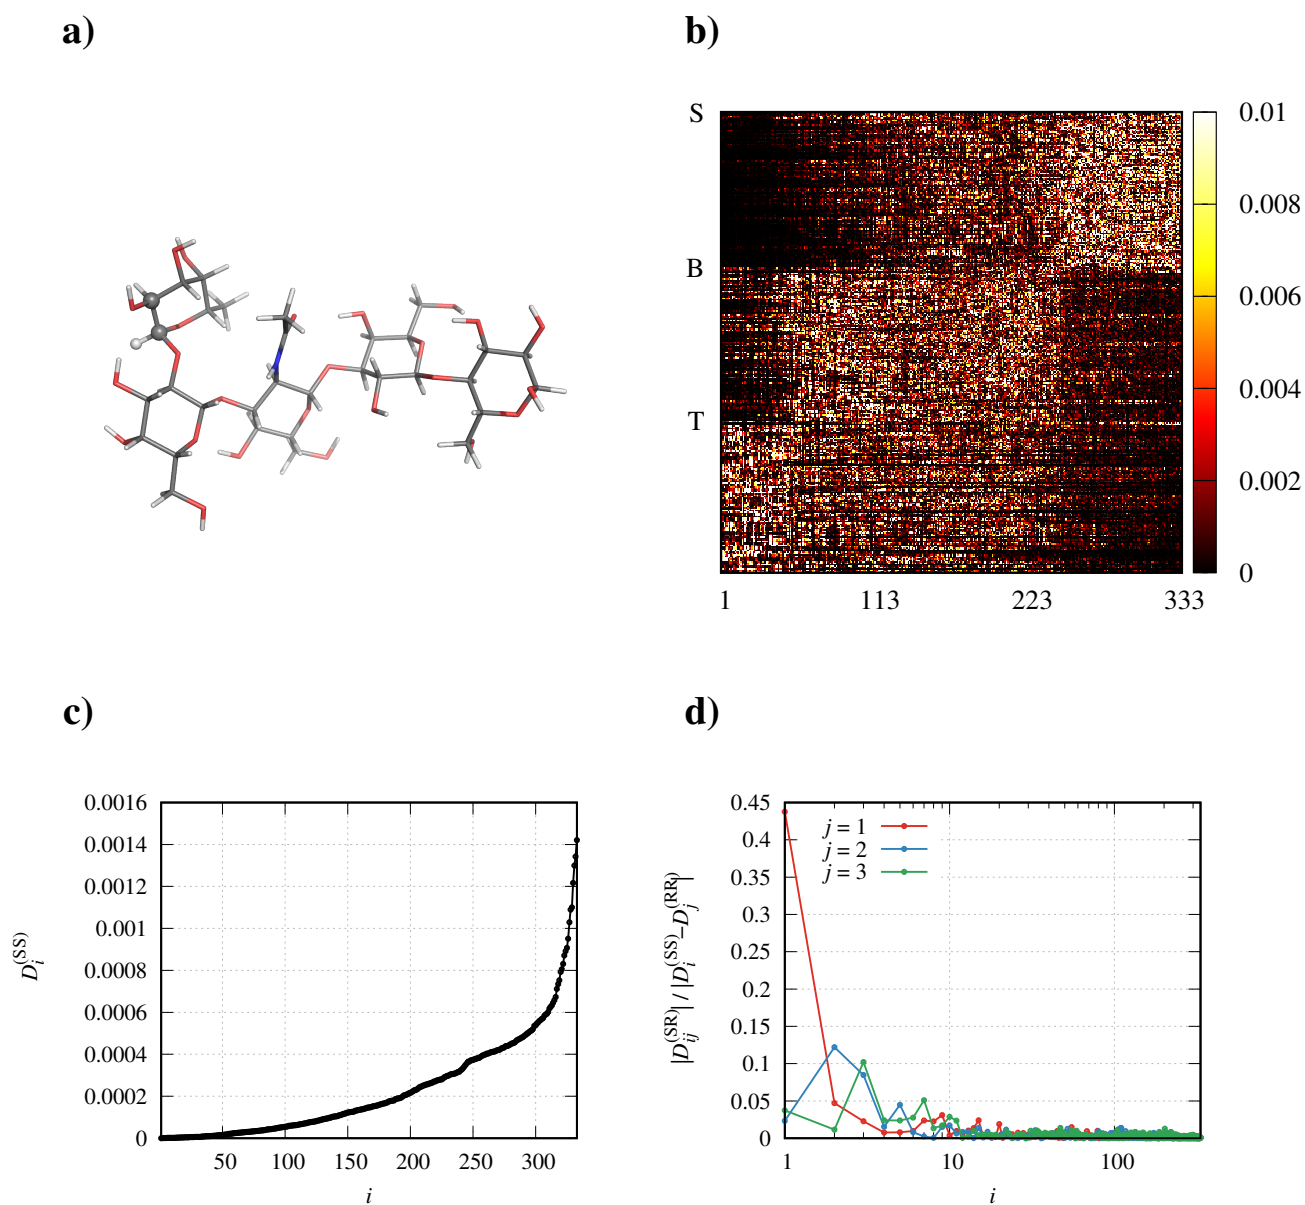 a)
b)
S
B
T
0.01
0.008
0.006
0.004
0.002
0
1 113 223 333
c)
d)
0.0016
0.0014
0.0012
0.001
0.0008
0.0006
0.0004
0.0002
0
50 100 150 200 250 300
i
D_i^(SS)
0.45
0.4
0.35
0.3
0.25
0.2
0.15
0.1
0.05
0
1 10 100
i
|D_ij^(SR)| / |D_i^(SS)–D_j^(RR)|
j = 1
j = 2
j = 3